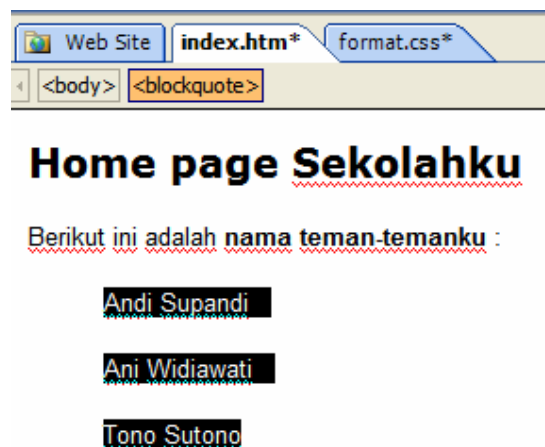 Web Site index.htm* format.css*
<body> <blockquote>
Home page Sekolahku
Berikut ini adalah nama teman-temanku :
Andi Supandi
Ani Widiawati
Tono Sutono